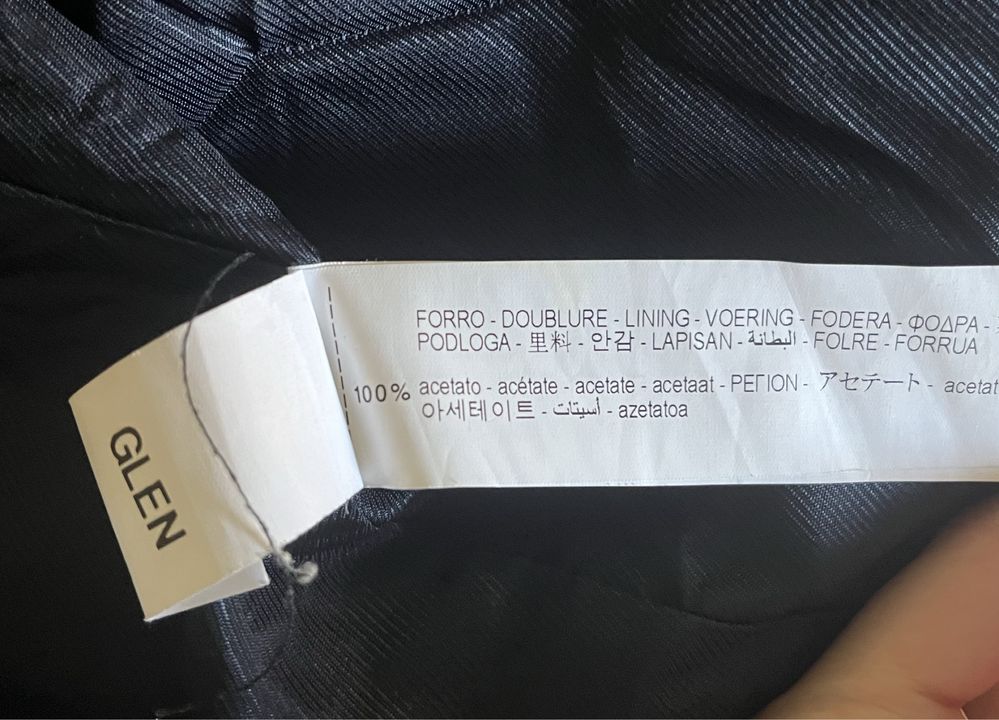 FORRO - DOUBLURE - LINING - VOERING - FODERA - ΦΟΔΡΑ -
PODLOGA - 里料 - 안감 - LAPISAN - البطانة - FOLRE - FORRUA
100% acetato - acétate - acetate - acetaat - ΡΕΓΙΟΝ - アセテート - acetat
아세테이트 - أسيتات - azetatoa
GLEN